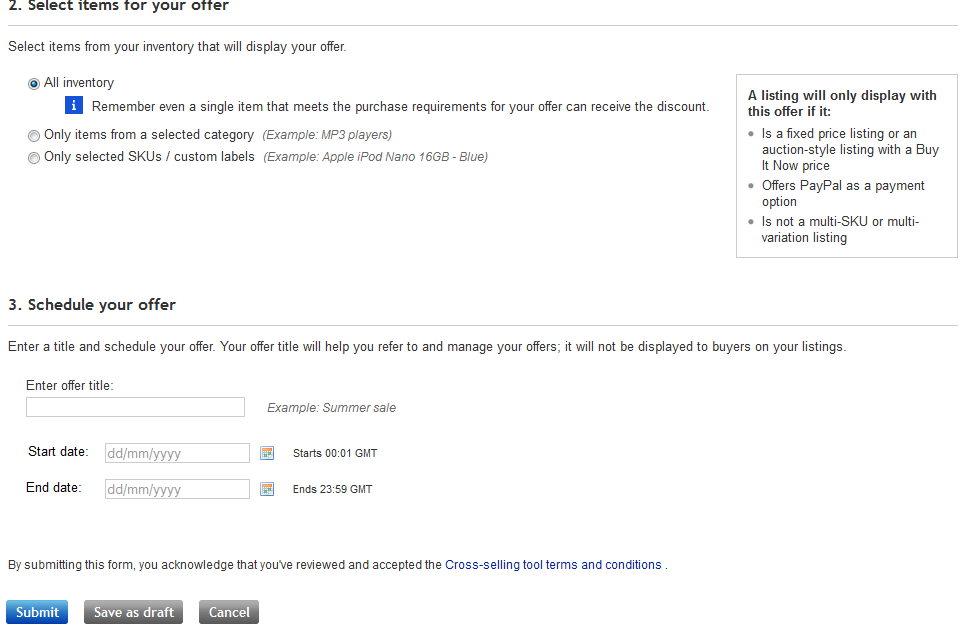 2. Select items for your offer
Select items from your inventory that will display your offer.
All inventory
i Remember even a single item that meets the purchase requirements for your offer can receive the discount.
Only items from a selected category (Example: MP3 players)
Only selected SKUs / custom labels (Example: Apple iPod Nano 16GB - Blue)
A listing will only display with
this offer if it:
Is a fixed price listing or an
auction-style listing with a Buy
It Now price
Offers PayPal as a payment
option
Is not a multi-SKU or multi-
variation listing
3. Schedule your offer
Enter a title and schedule your offer. Your offer title will help you refer to and manage your offers; it will not be displayed to buyers on your listings.
Enter offer title:
Example: Summer sale
Start date: dd/mm/yyyy Starts 00:01 GMT
End date: dd/mm/yyyy Ends 23:59 GMT
By submitting this form, you acknowledge that you've reviewed and accepted the Cross-selling tool terms and conditions .
Submit Save as draft Cancel